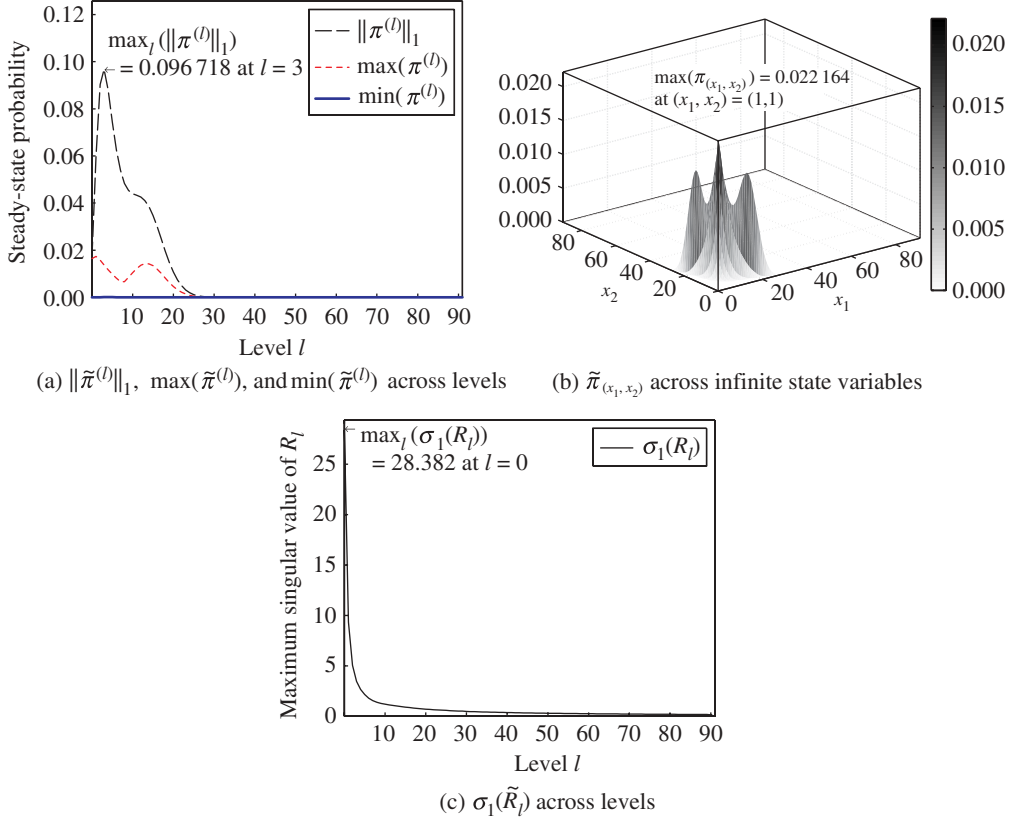 0.12
0.10
0.08
0.06
0.04
0.02
0.00
Steady-state probability
max_l (‖π^(l)‖_1)
= 0.096 718 at l = 3
‖π^(l)‖_1
max(π^(l))
min(π^(l))
10 20 30 40 50 60 70 80 90
Level l
(a) ‖π̃^(l)‖_1, max(π̃^(l)), and min(π̃^(l)) across levels
max(π_(x_1, x_2)) = 0.022 164
at (x_1, x_2) = (1,1)
0.020
0.015
0.010
0.005
0.000
80 60 40 20 0
x_2
0 20 40 60 80
x_1
0.020
0.015
0.010
0.005
0.000
(b) π̃_(x_1, x_2) across infinite state variables
Maximum singular value of R_l
25
20
15
10
5
0
max_l (σ_1(R_l))
= 28.382 at l = 0
σ_1(R_l)
10 20 30 40 50 60 70 80 90
Level l
(c) σ_1(R̃_l) across levels